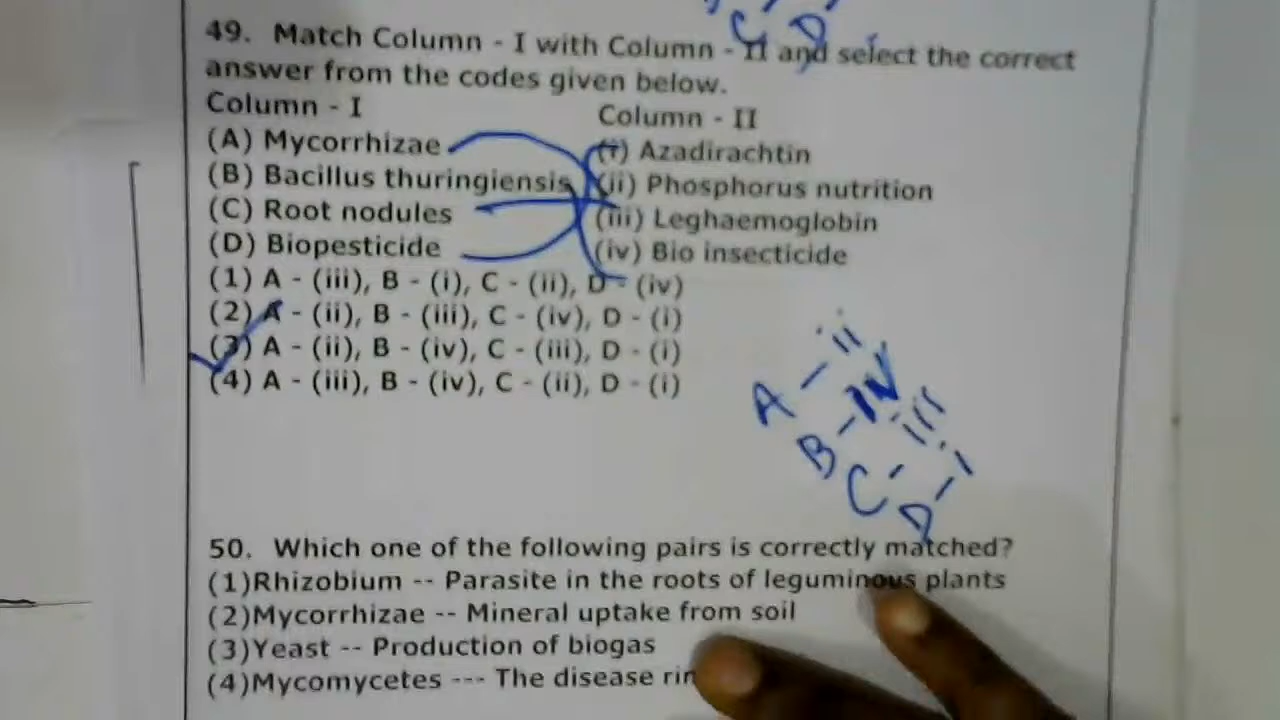 C D
49. Match Column - I with Column - II and select the correct
answer from the codes given below.
Column - I Column - II
(A) Mycorrhizae (i) Azadirachtin
(B) Bacillus thuringiensis (ii) Phosphorus nutrition
(C) Root nodules (iii) Leghaemoglobin
(D) Biopesticide (iv) Bio insecticide
(1) A - (iii), B - (i), C - (ii), D - (iv)
(2) A - (ii), B - (iii), C - (iv), D - (i)
(3) A - (ii), B - (iv), C - (iii), D - (i)
(4) A - (iii), B - (iv), C - (ii), D - (i)
A - ii
B - IV
C - iii
D - i
50. Which one of the following pairs is correctly matched?
(1)Rhizobium -- Parasite in the roots of leguminous plants
(2)Mycorrhizae -- Mineral uptake from soil
(3)Yeast -- Production of biogas
(4)Mycomycetes --- The disease